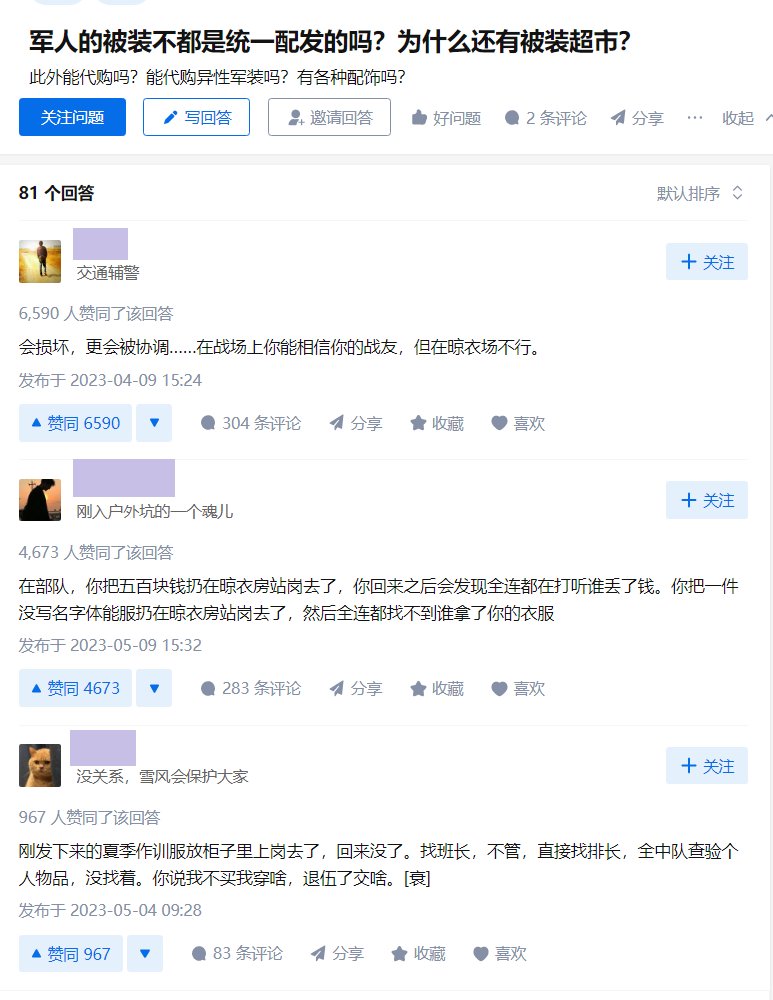 军人的被装不都是统一配发的吗？为什么还有被装超市？
此外能代购吗？能代购异性军装吗？有各种配饰吗？
关注问题 写回答 邀请回答 好问题 2 条评论 分享 ··· 收起
81 个回答 默认排序
交通辅警 关注
6,590 人赞同了该回答
会损坏，更会被协调......在战场上你能相信你的战友，但在晾衣场不行。
发布于 2023-04-09 15:24
赞同 6590 304 条评论 分享 收藏 喜欢
刚入户外坑的一个魂儿 关注
4,673 人赞同了该回答
在部队，你把五百块钱扔在晾衣房站岗去了，你回来之后会发现全连都在打听谁丢了钱。你把一件
没写名字体能服扔在晾衣房站岗去了，然后全连都找不到谁拿了你的衣服
发布于 2023-05-09 15:32
赞同 4673 283 条评论 分享 收藏 喜欢
没关系，雪风会保护大家 关注
967 人赞同了该回答
刚发下来的夏季作训服放柜子里上岗去了，回来没了。找班长，不管，直接找排长，全中队查验个
人物品，没找着。你说我不买我穿啥，退伍了交啥。[衰]
发布于 2023-05-04 09:28
赞同 967 83 条评论 分享 收藏 喜欢